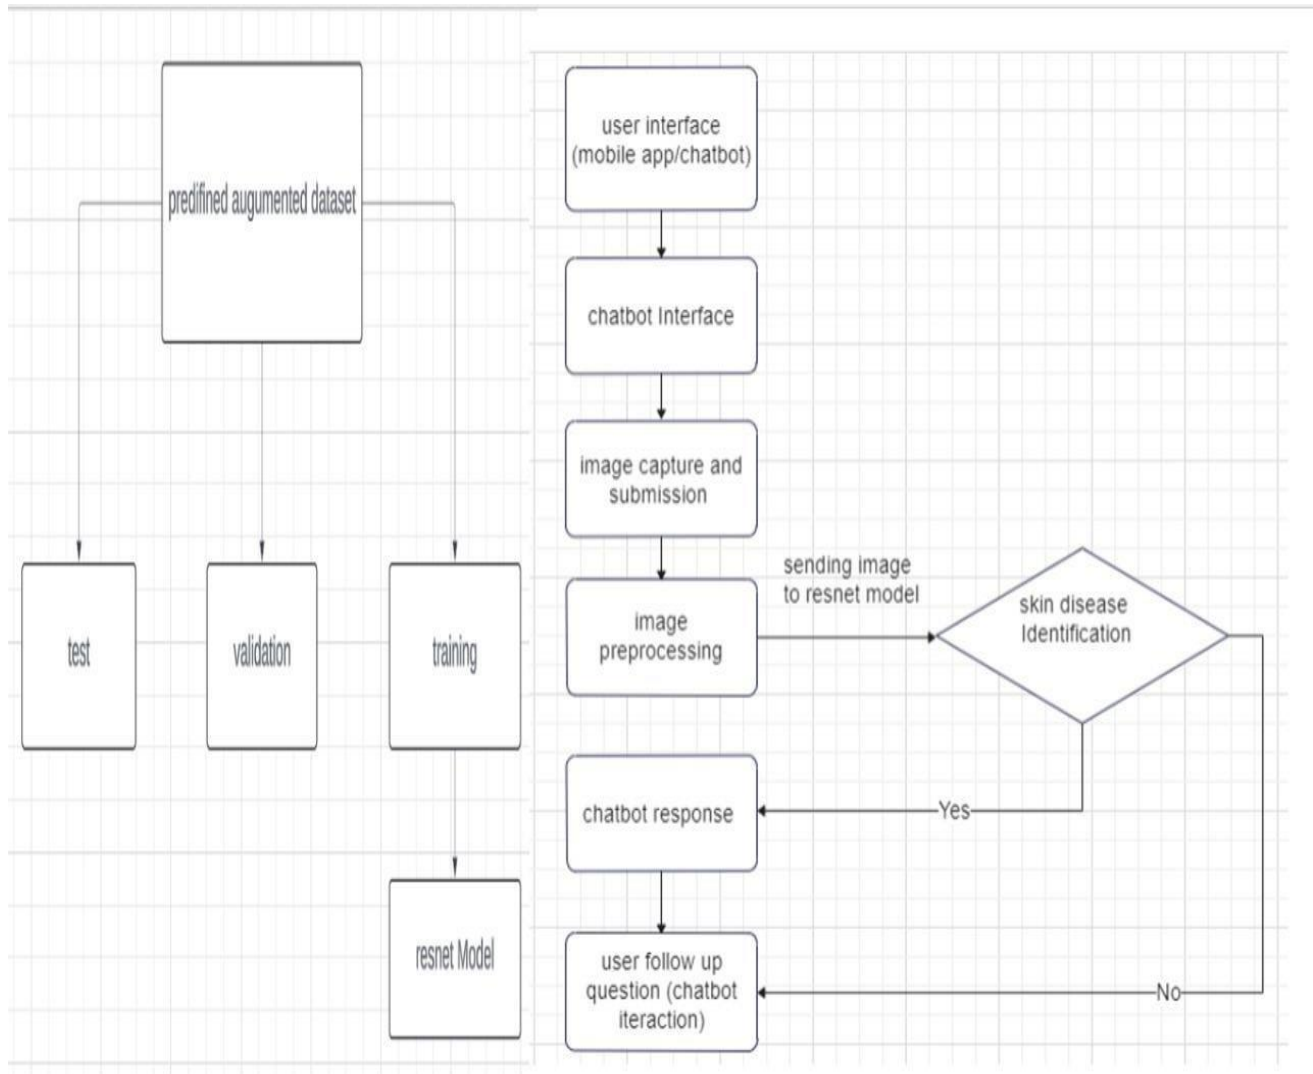 predifined augumented dataset
test
validation
training
resnet Model
user interface
(mobile app/chatbot)
chatbot Interface
image capture and
submission
image
preprocessing
sending image
to resnet model
skin disease
Identification
Yes
chatbot response
user follow up
question (chatbot
iteraction)
No